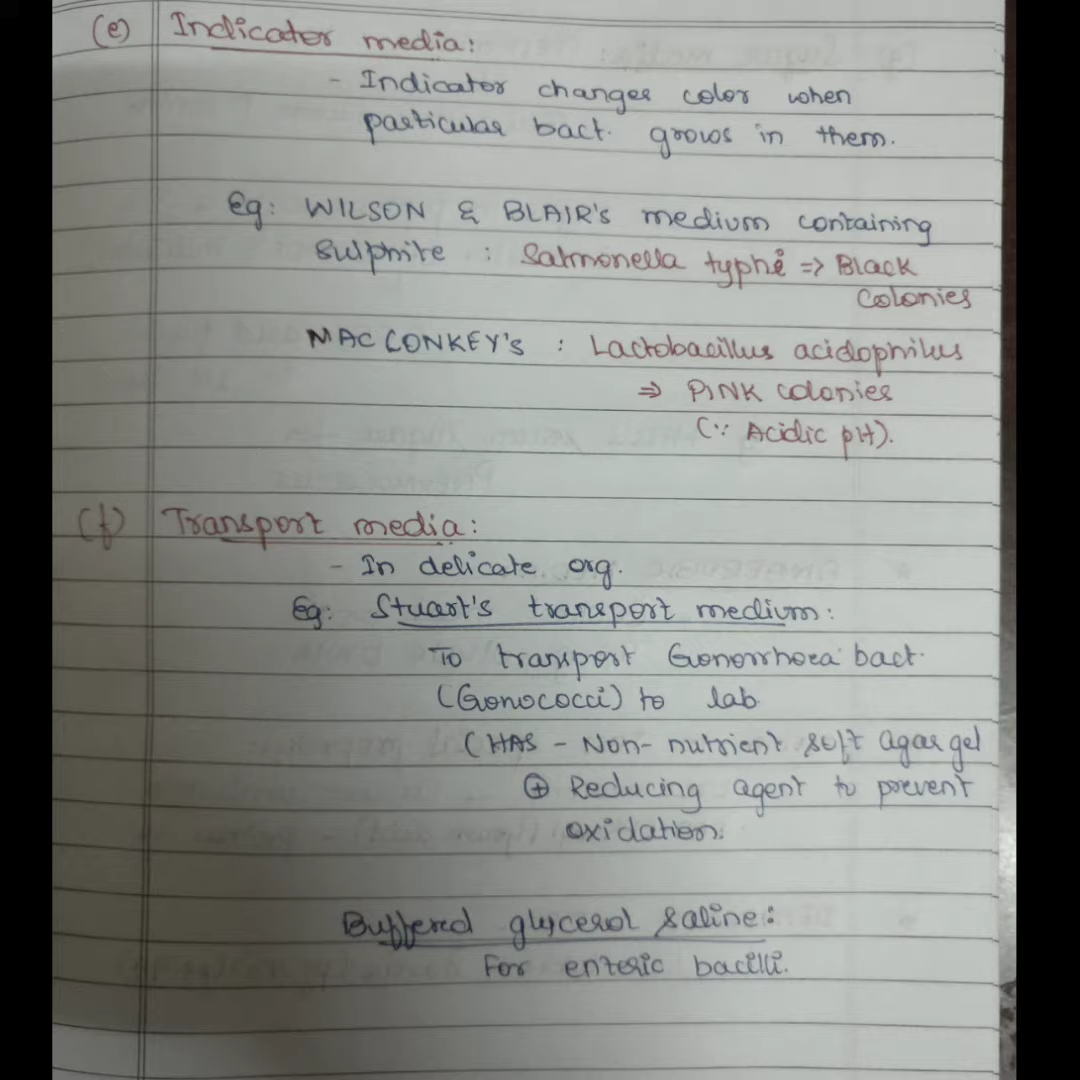 (e) Indicator media:
- Indicator changes color when
particular bact. grows in them.
Eg: WILSON & BLAIR's medium containing
Sulphite : Salmonella typhi => Black
colonies
MAC CONKEY'S : Lactobacillus acidophilus
⇒ PINK colonies
(∵ Acidic pH).
(f) Transport media:
- In delicate org.
Eg: Stuart's transport medium:
To transport Gonorrhoea bact.
(Gonococci) to lab
(HAS - Non-nutrient soft agar gel
⊕ Reducing agent to prevent
oxidation.
Buffered glycerol saline:
For enteric bacilli.